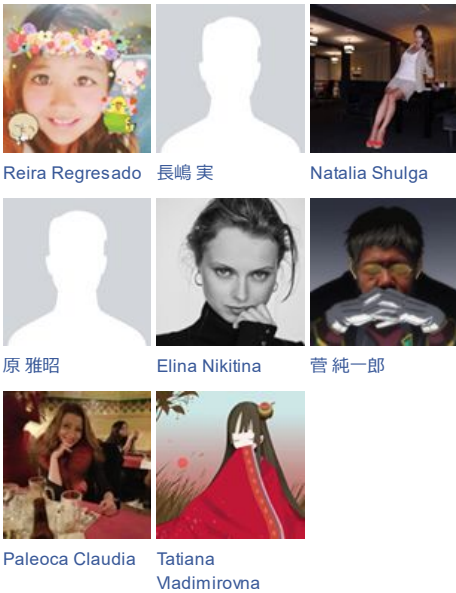 Reira Regresado
長嶋 実
Natalia Shulga
原 雅昭
Elina Nikitina
菅 純一郎
Paleoca Claudia
Tatiana
Vladimirovna